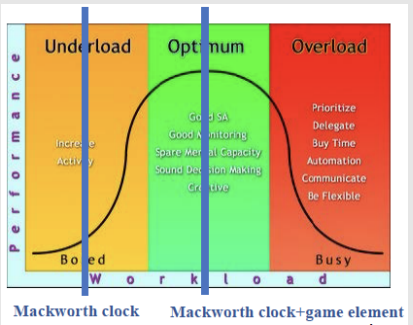 Underload Optimum Overload
Performance
Increase
Activity
Good SA
Good Monitoring
Spare Mental Capacity
Sound Decision Making
Creative
Prioritize
Delegate
Buy Time
Automation
Communicate
Be Flexible
Bored Busy
Workload
Mackworth clock Mackworth clock+game element